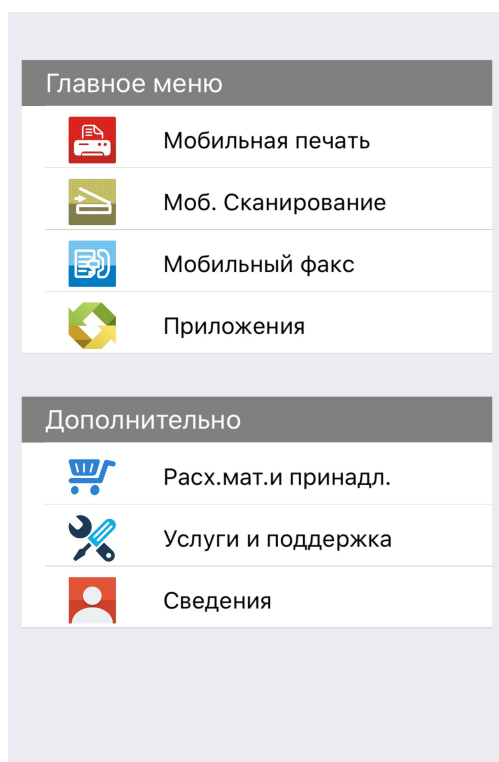 Главное меню
Мобильная печать
Моб. Сканирование
Мобильный факс
Приложения
Дополнительно
Расх.мат.и принадл.
Услуги и поддержка
Сведения